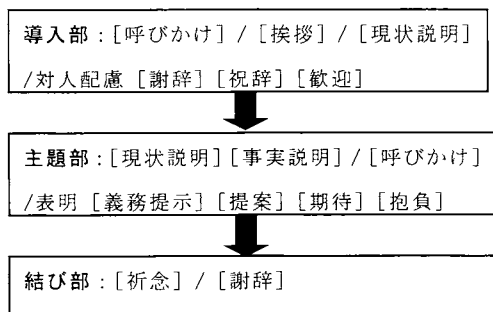 導入部：[呼びかけ] / [挨拶] / [現状説明]
/対人配慮 [謝辞] [祝辞] [歓迎]
主題部：[現状説明] [事実説明] / [呼びかけ]
/表明 [義務提示] [提案] [期待] [抱負]
結び部：[祈念] / [謝辞]